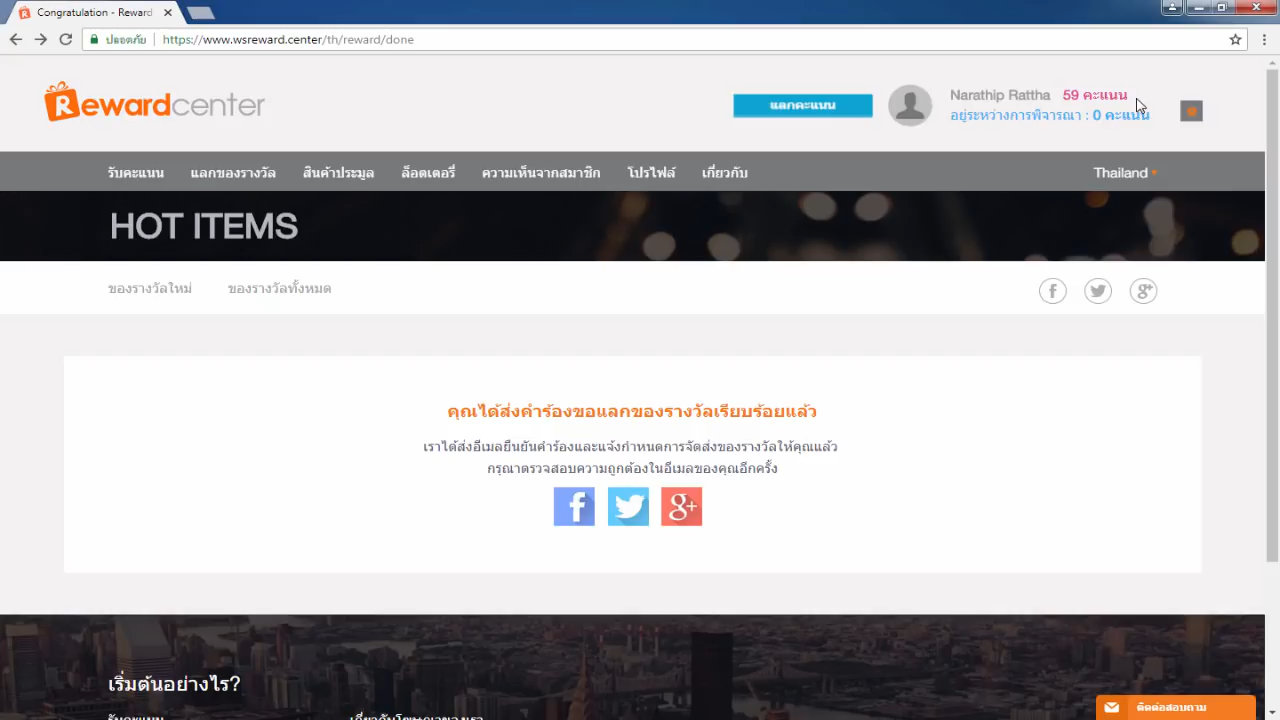 Congratulation - Reward
ปลอดภัย
https://www.wsreward.center/th/reward/done
Rewardcenter
แลกคะแนน
Narathip Rattha 59 คะแนน
อยู่ระหว่างการพิจารณา : 0 คะแนน
รับคะแนน แลกของรางวัล สินค้าประมูล ล็อตเตอรี่ ความเห็นจากสมาชิก โปรไฟล์ เกี่ยวกับ Thailand
HOT ITEMS
ของรางวัลใหม่ ของรางวัลทั้งหมด
คุณได้ส่งคำร้องขอแลกของรางวัลเรียบร้อยแล้ว
เราได้ส่งอีเมลยืนยันคำร้องและแจ้งกำหนดการจัดส่งของรางวัลให้คุณแล้ว
กรุณาตรวจสอบความถูกต้องในอีเมลของคุณอีกครั้ง
เริ่มต้นอย่างไร?
รับคะแนน
ติดต่อสอบถาม